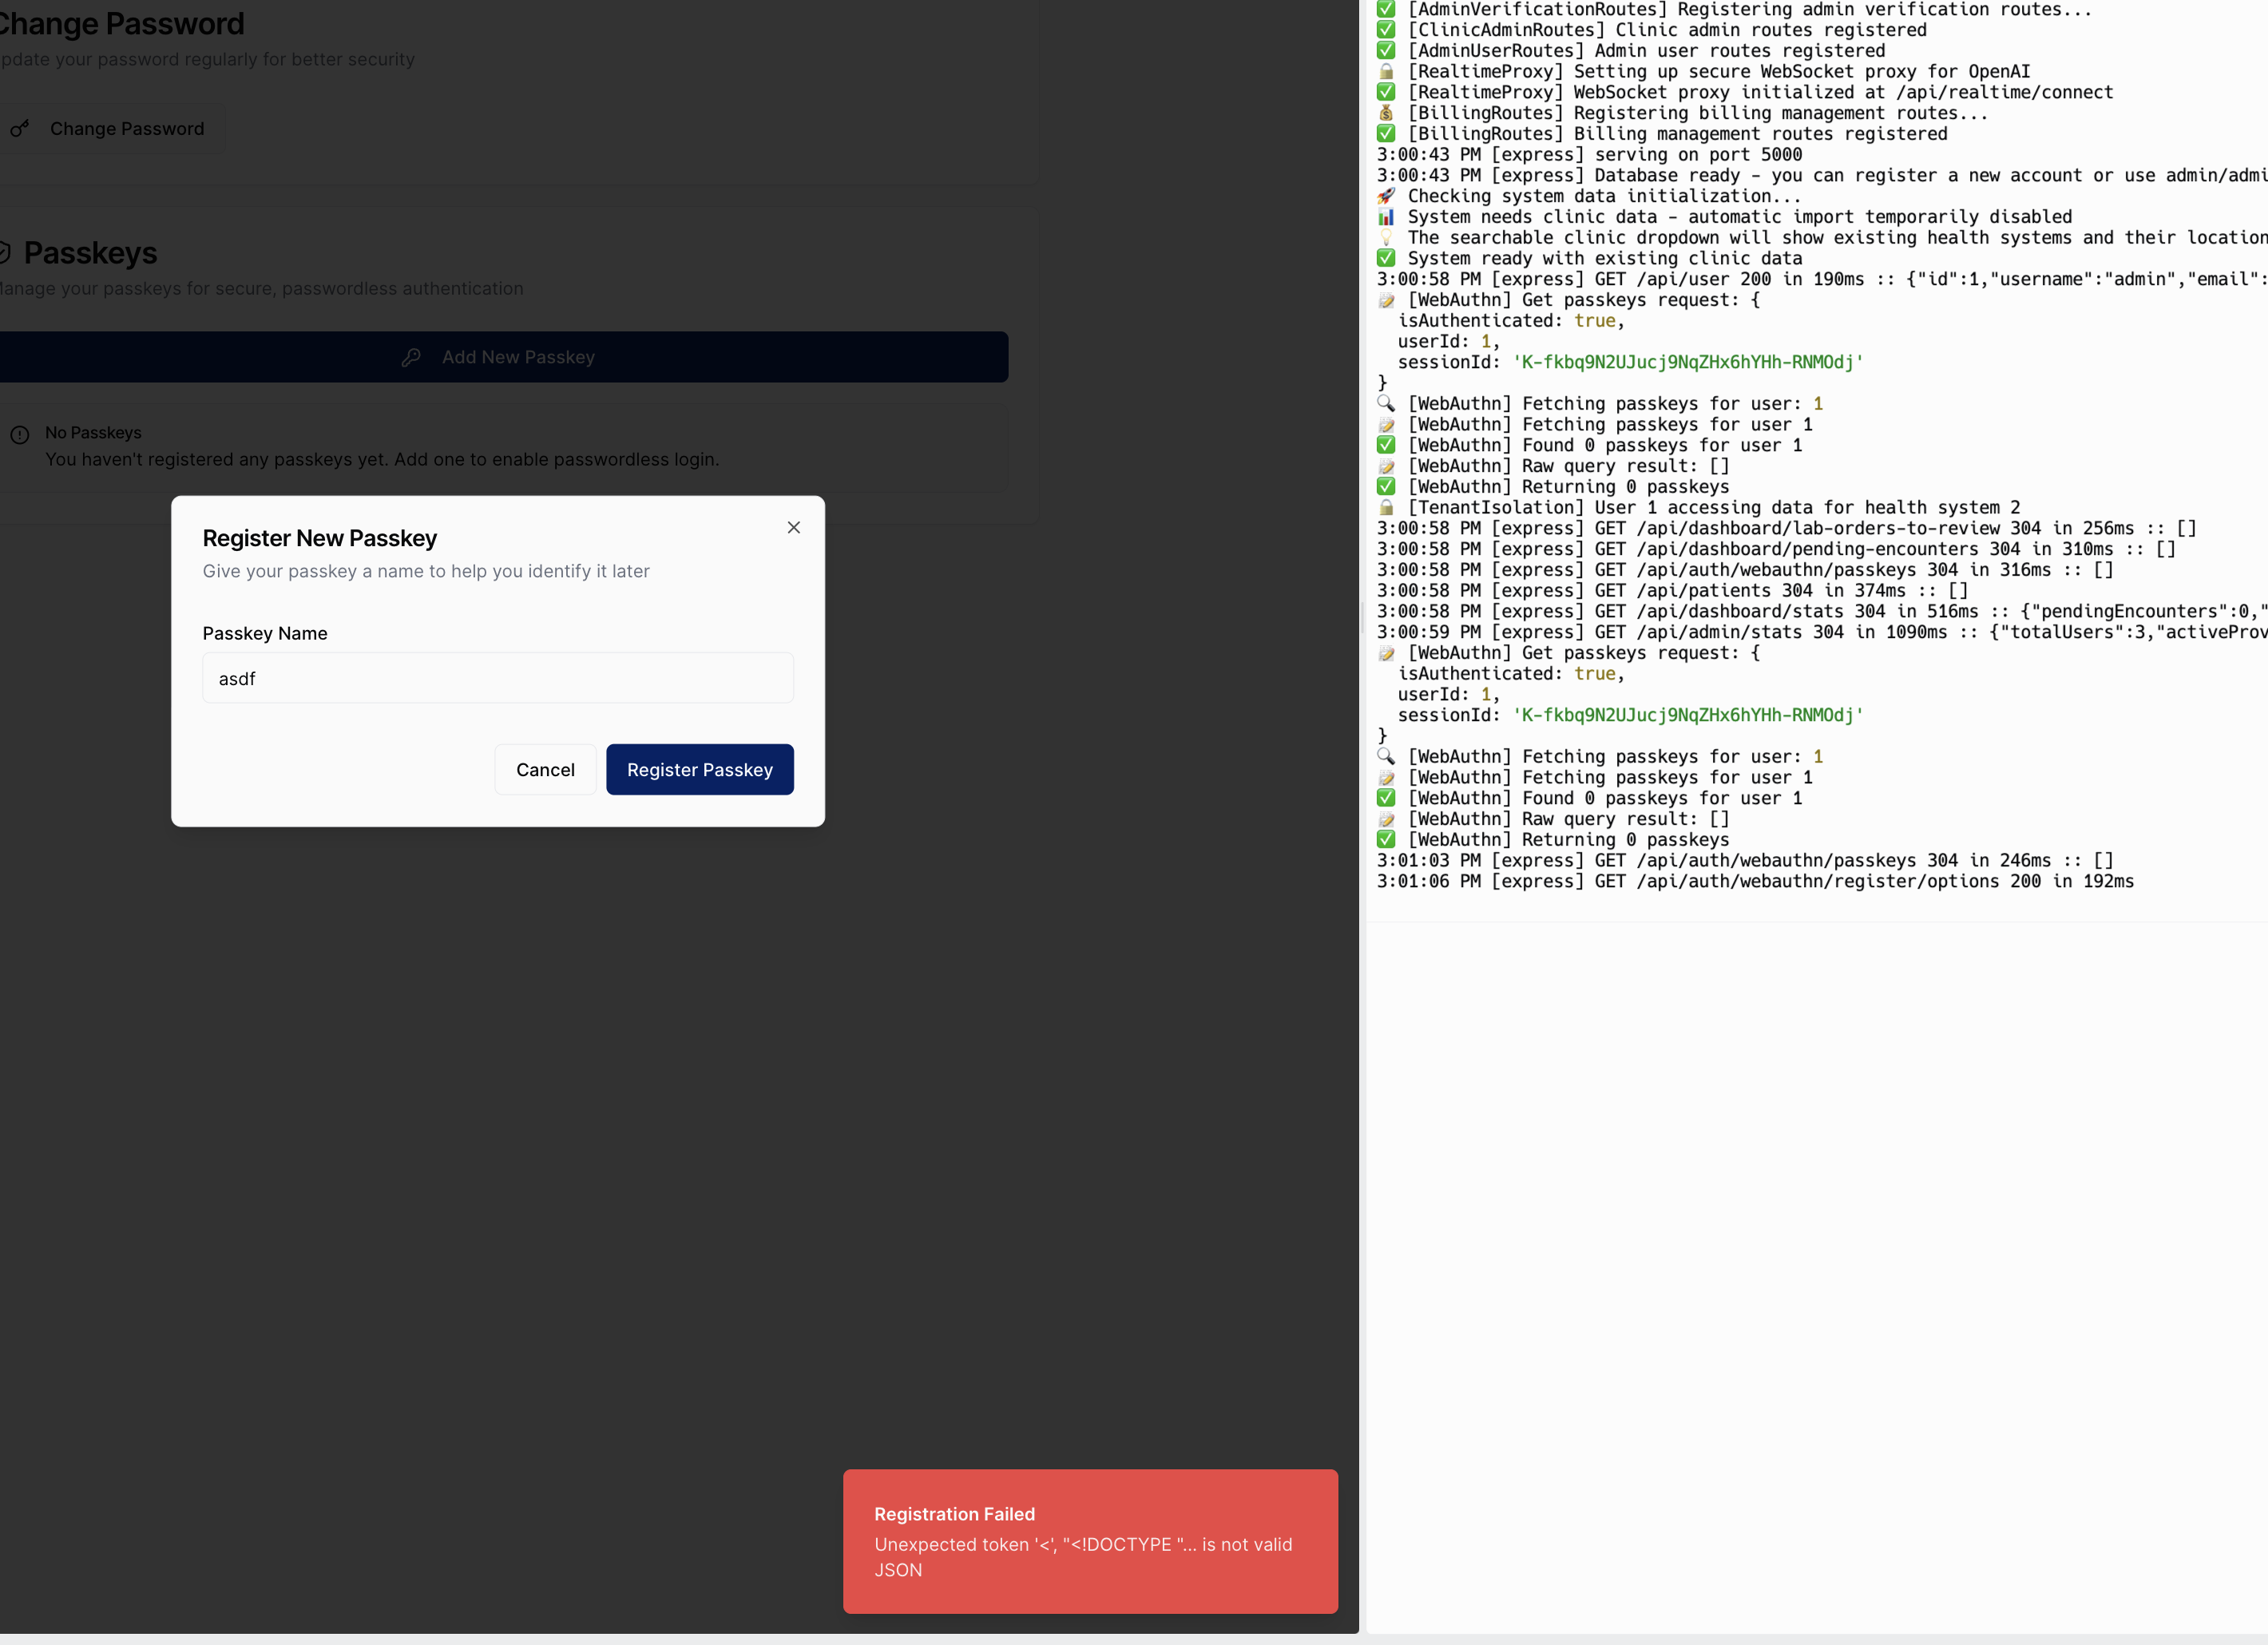 Change Password
pdate your password regularly for better security
Change Password
Passkeys
Manage your passkeys for secure, passwordless authentication
Add New Passkey
No Passkeys
You haven't registered any passkeys yet. Add one to enable passwordless login.
Register New Passkey
Give your passkey a name to help you identify it later
Passkey Name
asdf
Cancel
Register Passkey
Registration Failed
Unexpected token '<', "<!DOCTYPE "... is not valid
JSON
✅ [AdminVerificationRoutes] Registering admin verification routes...
✅ [ClinicAdminRoutes] Clinic admin routes registered
✅ [AdminUserRoutes] Admin user routes registered
🔒 [RealtimeProxy] Setting up secure WebSocket proxy for OpenAI
✅ [RealtimeProxy] WebSocket proxy initialized at /api/realtime/connect
💰 [BillingRoutes] Registering billing management routes...
✅ [BillingRoutes] Billing management routes registered
3:00:43 PM [express] serving on port 5000
3:00:43 PM [express] Database ready - you can register a new account or use admin/admi
🚀 Checking system data initialization...
📊 System needs clinic data - automatic import temporarily disabled
💡 The searchable clinic dropdown will show existing health systems and their location
✅ System ready with existing clinic data
3:00:58 PM [express] GET /api/user 200 in 190ms :: {"id":1,"username":"admin","email":
📝 [WebAuthn] Get passkeys request: {
isAuthenticated: true,
userId: 1,
sessionId: 'K-fkbq9N2UJucj9NqZHx6hYHh-RNMOdj'
}
🔍 [WebAuthn] Fetching passkeys for user: 1
📝 [WebAuthn] Fetching passkeys for user 1
✅ [WebAuthn] Found 0 passkeys for user 1
📝 [WebAuthn] Raw query result: []
✅ [WebAuthn] Returning 0 passkeys
🔒 [TenantIsolation] User 1 accessing data for health system 2
3:00:58 PM [express] GET /api/dashboard/lab-orders-to-review 304 in 256ms :: []
3:00:58 PM [express] GET /api/dashboard/pending-encounters 304 in 310ms :: []
3:00:58 PM [express] GET /api/auth/webauthn/passkeys 304 in 316ms :: []
3:00:58 PM [express] GET /api/patients 304 in 374ms :: []
3:00:58 PM [express] GET /api/dashboard/stats 304 in 516ms :: {"pendingEncounters":0,"
3:00:59 PM [express] GET /api/admin/stats 304 in 1090ms :: {"totalUsers":3,"activeProv
📝 [WebAuthn] Get passkeys request: {
isAuthenticated: true,
userId: 1,
sessionId: 'K-fkbq9N2UJucj9NqZHx6hYHh-RNMOdj'
}
🔍 [WebAuthn] Fetching passkeys for user: 1
📝 [WebAuthn] Fetching passkeys for user 1
✅ [WebAuthn] Found 0 passkeys for user 1
📝 [WebAuthn] Raw query result: []
✅ [WebAuthn] Returning 0 passkeys
3:01:03 PM [express] GET /api/auth/webauthn/passkeys 304 in 246ms :: []
3:01:06 PM [express] GET /api/auth/webauthn/register/options 200 in 192ms